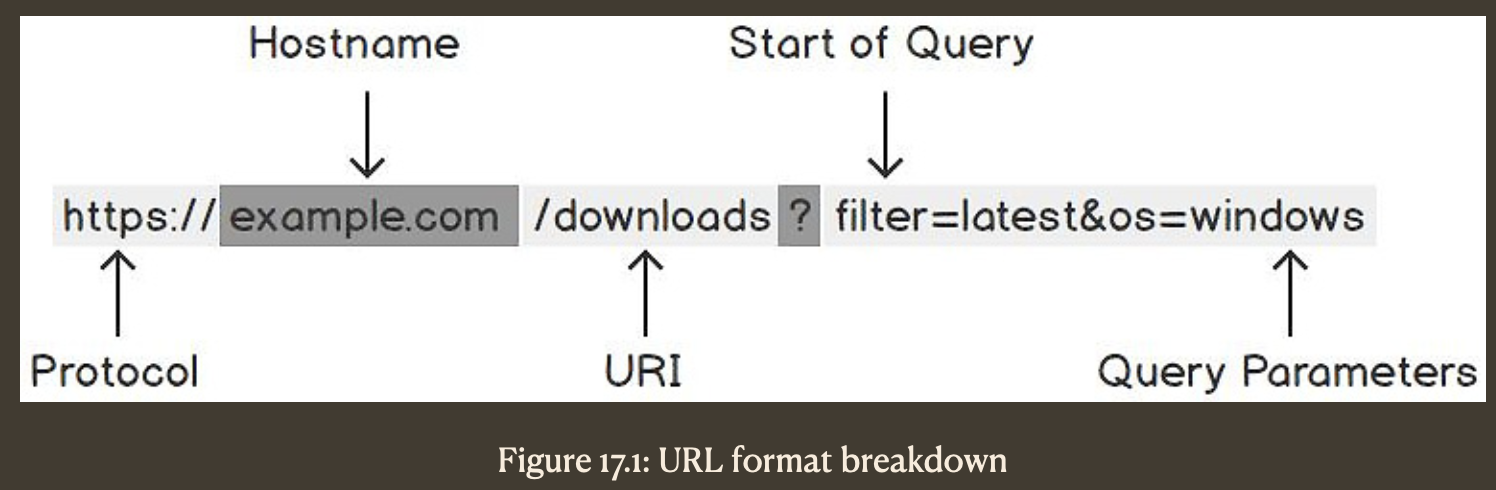 Hostname Start of Query
https:// example.com /downloads ? filter=latest&os=windows
Protocol URI Query Parameters
Figure 17.1: URL format breakdown